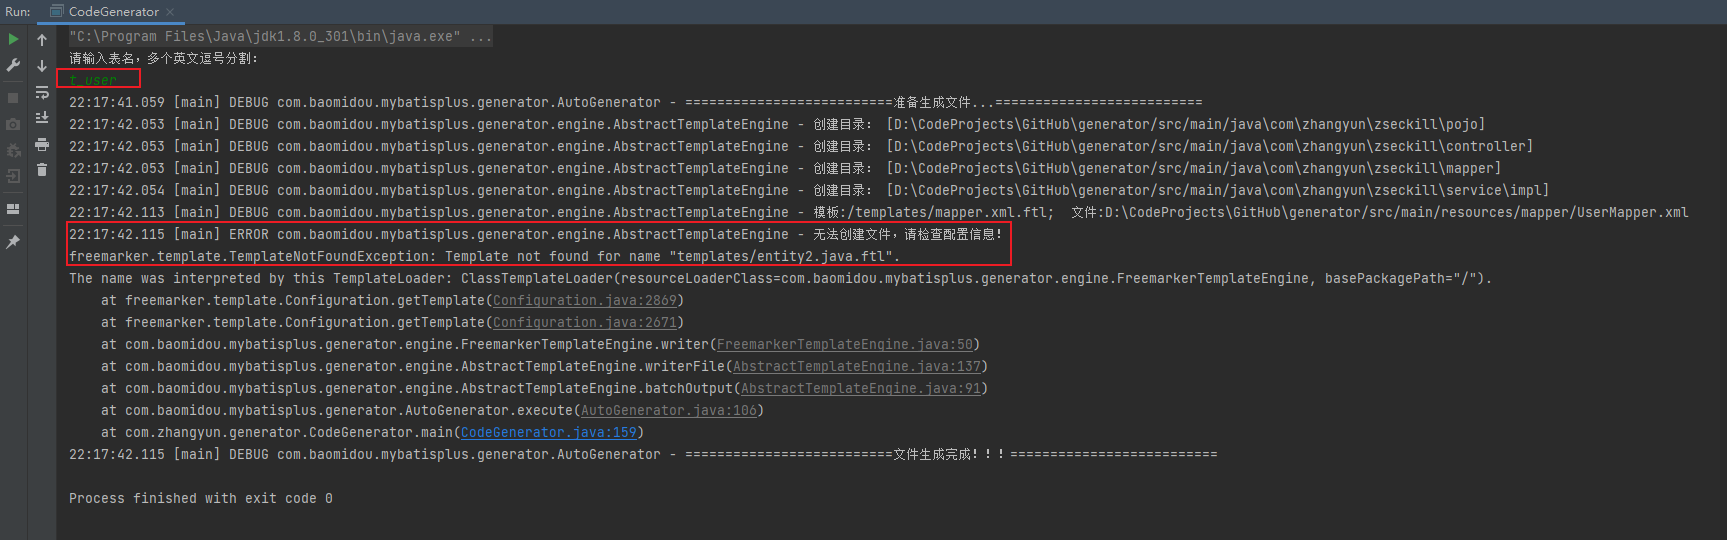 Run: CodeGenerator ×
"C:\Program Files\Java\jdk1.8.0_301\bin\java.exe" ...
请输入表名，多个英文逗号分割：
t_user
22:17:41.059 [main] DEBUG com.baomidou.mybatisplus.generator.AutoGenerator - ==========================准备生成文件...==========================
22:17:42.053 [main] DEBUG com.baomidou.mybatisplus.generator.engine.AbstractTemplateEngine - 创建目录： [D:\CodeProjects\GitHub\generator/src/main/java\com\zhangyun\zseckill\pojo]
22:17:42.053 [main] DEBUG com.baomidou.mybatisplus.generator.engine.AbstractTemplateEngine - 创建目录： [D:\CodeProjects\GitHub\generator/src/main/java\com\zhangyun\zseckill\controller]
22:17:42.053 [main] DEBUG com.baomidou.mybatisplus.generator.engine.AbstractTemplateEngine - 创建目录： [D:\CodeProjects\GitHub\generator/src/main/java\com\zhangyun\zseckill\mapper]
22:17:42.054 [main] DEBUG com.baomidou.mybatisplus.generator.engine.AbstractTemplateEngine - 创建目录： [D:\CodeProjects\GitHub\generator/src/main/java\com\zhangyun\zseckill\service\impl]
22:17:42.113 [main] DEBUG com.baomidou.mybatisplus.generator.engine.AbstractTemplateEngine - 模板:/templates/mapper.xml.ftl;  文件:D:\CodeProjects\GitHub\generator/src/main/resources/mapper/UserMapper.xml
22:17:42.115 [main] ERROR com.baomidou.mybatisplus.generator.engine.AbstractTemplateEngine - 无法创建文件，请检查配置信息！
freemarker.template.TemplateNotFoundException: Template not found for name "templates/entity2.java.ftl".
The name was interpreted by this TemplateLoader: ClassTemplateLoader(resourceLoaderClass=com.baomidou.mybatisplus.generator.engine.FreemarkerTemplateEngine, basePackagePath="/").
at freemarker.template.Configuration.getTemplate(Configuration.java:2869)
at freemarker.template.Configuration.getTemplate(Configuration.java:2671)
at com.baomidou.mybatisplus.generator.engine.FreemarkerTemplateEngine.writer(FreemarkerTemplateEngine.java:50)
at com.baomidou.mybatisplus.generator.engine.AbstractTemplateEngine.writerFile(AbstractTemplateEngine.java:137)
at com.baomidou.mybatisplus.generator.engine.AbstractTemplateEngine.batchOutput(AbstractTemplateEngine.java:91)
at com.baomidou.mybatisplus.generator.AutoGenerator.execute(AutoGenerator.java:106)
at com.zhangyun.generator.CodeGenerator.main(CodeGenerator.java:159)
22:17:42.115 [main] DEBUG com.baomidou.mybatisplus.generator.AutoGenerator - ==========================文件生成完成！！！==========================
Process finished with exit code 0